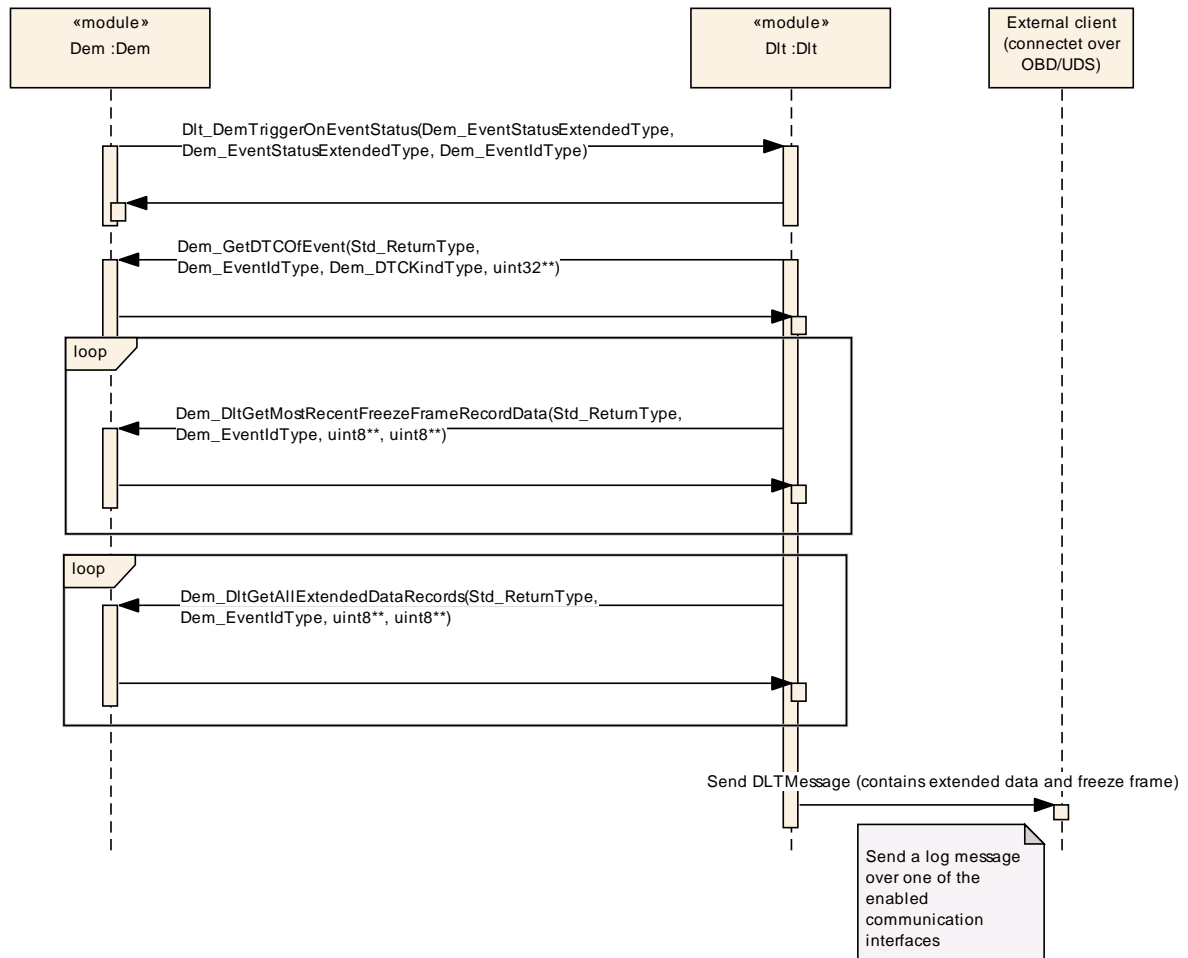 «module»
Dem :Dem
«module»
Dlt :Dlt
External client
(connectet over
OBD/UDS)
Dlt_DemTriggerOnEventStatus(Dem_EventStatusExtendedType,
Dem_EventStatusExtendedType, Dem_EventIdType)
Dem_GetDTCOfEvent(Std_ReturnType,
Dem_EventIdType, Dem_DTCKindType, uint32**)
loop
Dem_DltGetMostRecentFreezeFrameRecordData(Std_ReturnType,
Dem_EventIdType, uint8**, uint8**)
loop
Dem_DltGetAllExtendedDataRecords(Std_ReturnType,
Dem_EventIdType, uint8**, uint8**)
Send DLTMessage (contains extended data and freeze frame)
Send a log message
over one of the
enabled
communication
interfaces